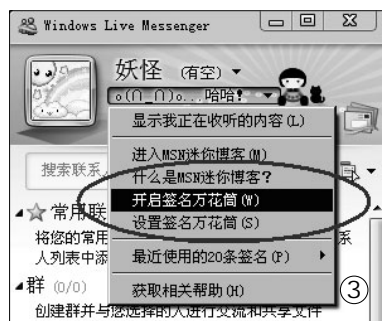 Windows Live Messenger
妖怪 (有空)
o(∩_∩)o...哈哈!
显示我正在收听的内容(L)
进入MSN迷你博客(M)
搜索联系
什么是MSN迷你博客?
开启签名万花筒(W)
常用联
设置签名万花筒(S)
将您的常用 系
人列表中添
最近使用的20条签名(P)
群 (0/0)
获取相关帮助(H)
③
创建群并与您选择的人进行交流和共享文件